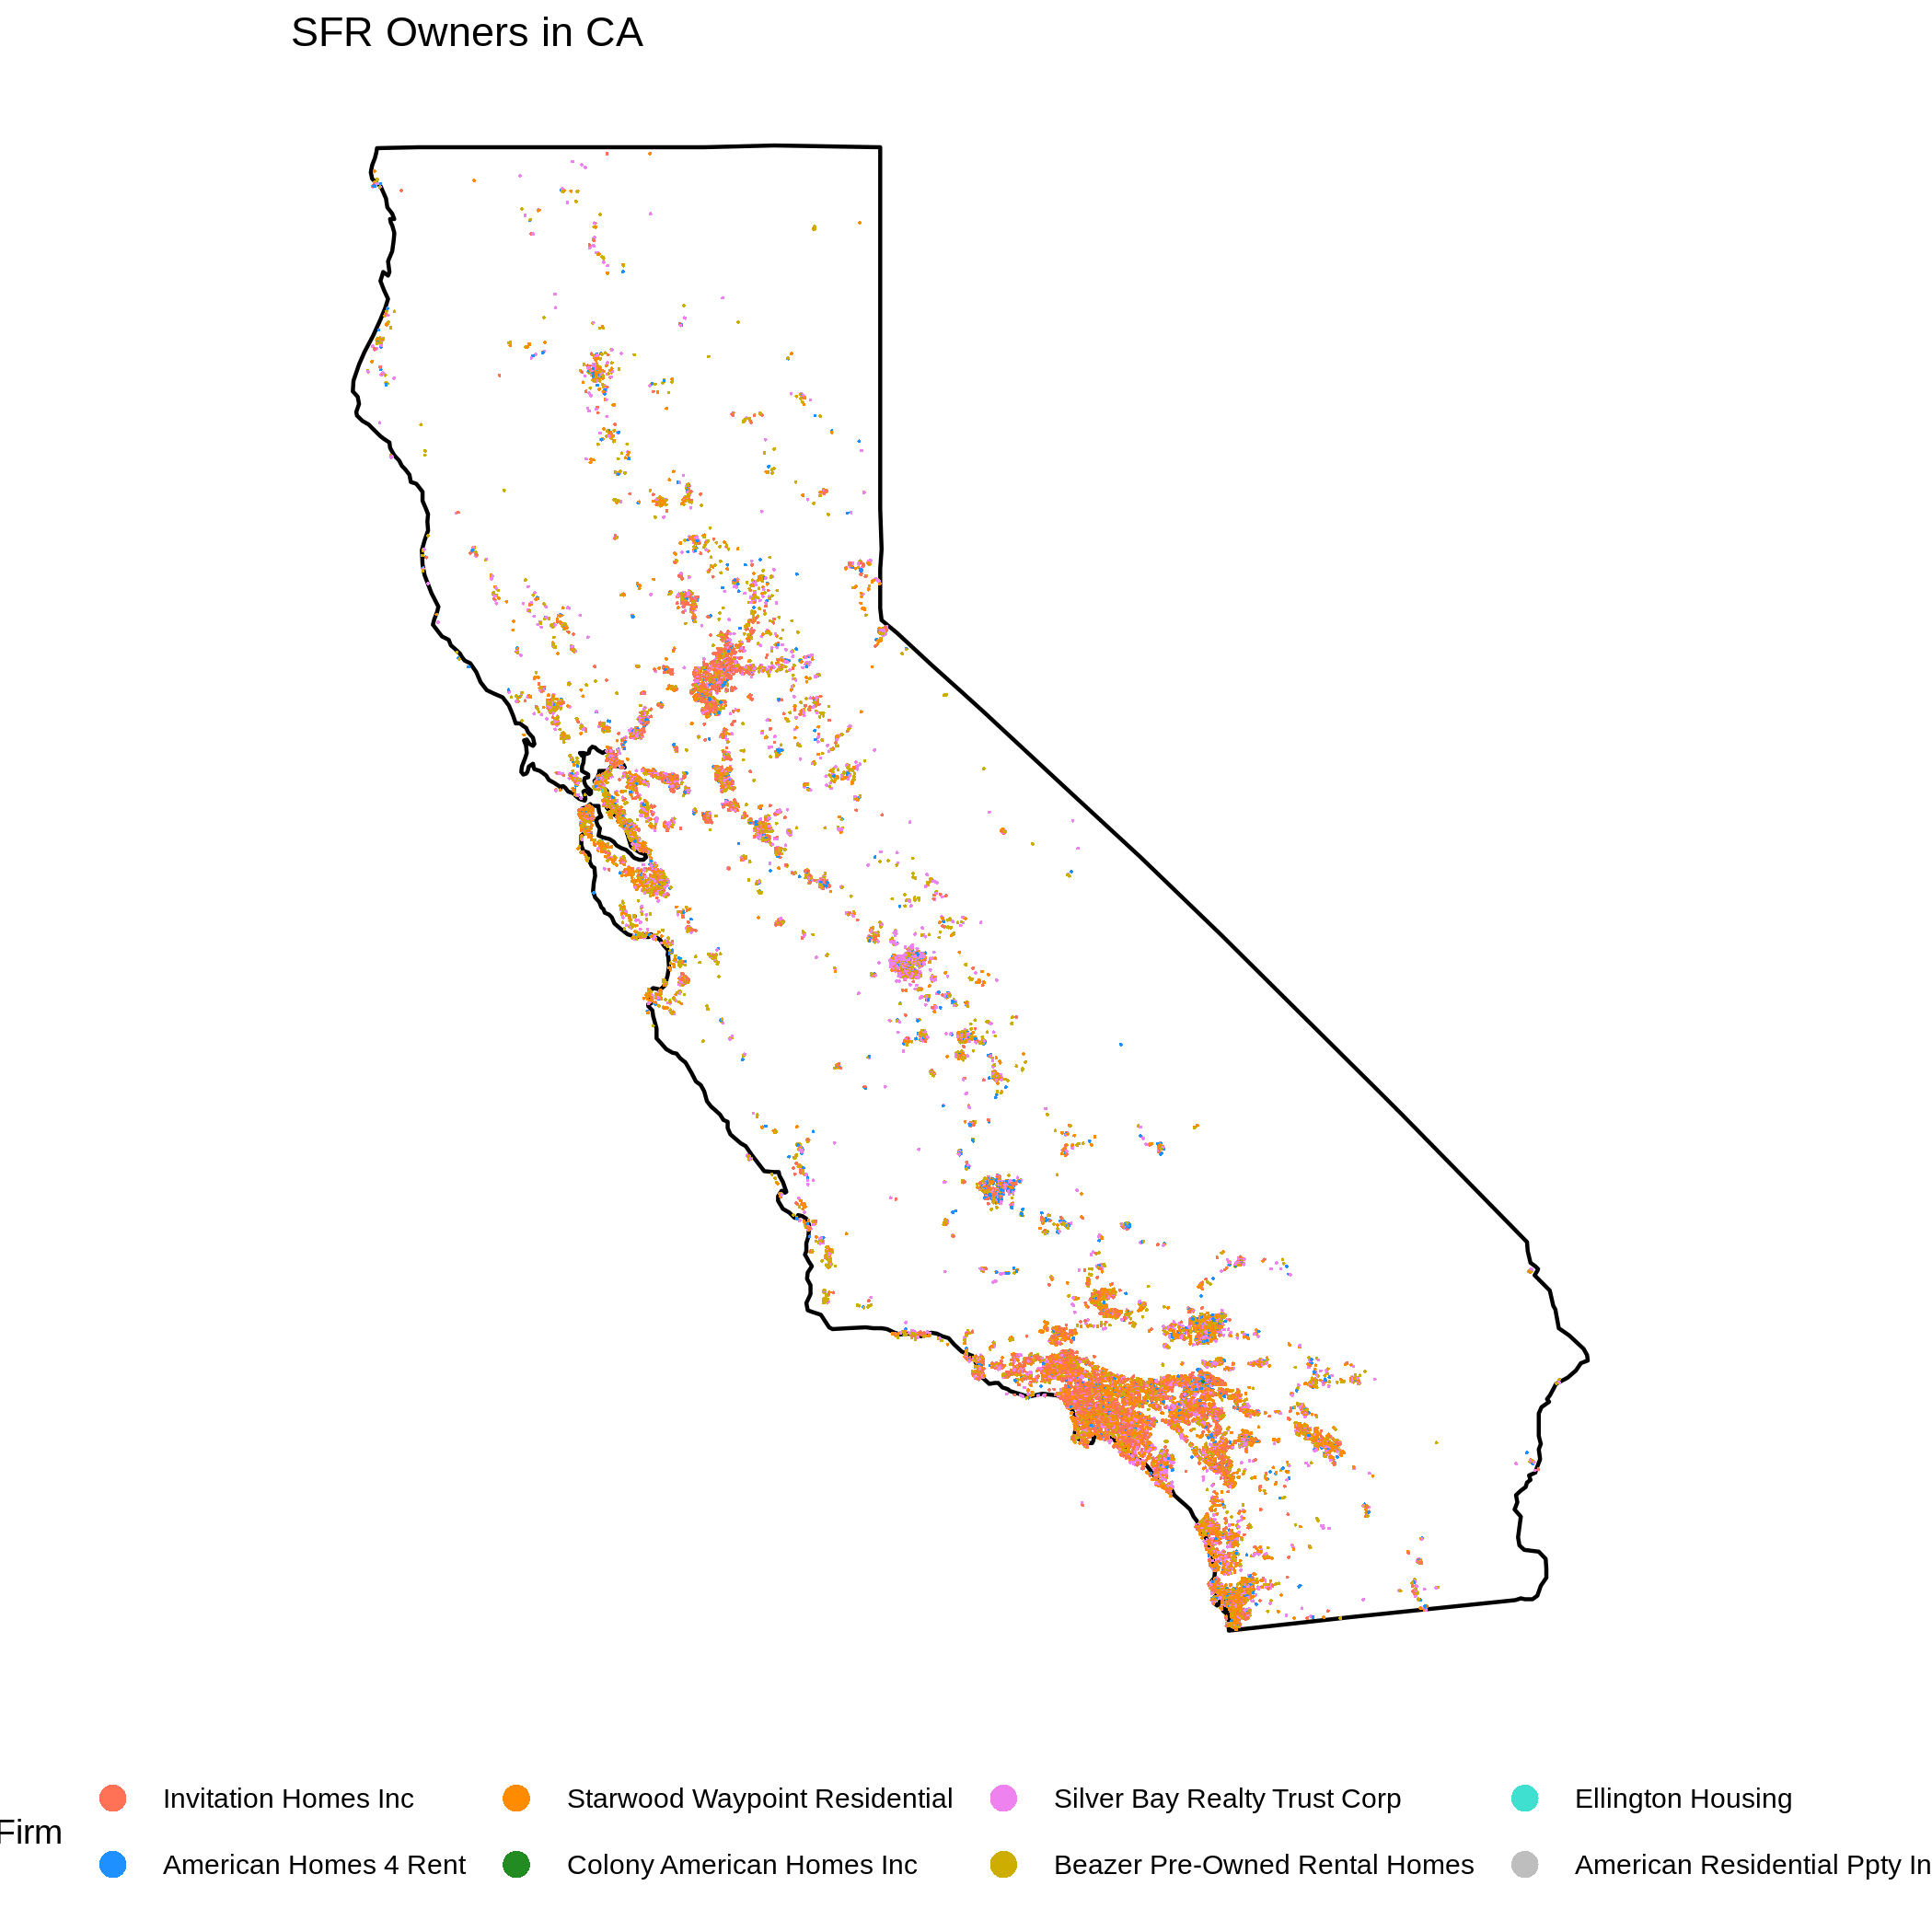 SFR Owners in CA
Firm
Invitation Homes Inc
Starwood Waypoint Residential
Silver Bay Realty Trust Corp
Ellington Housing
American Homes 4 Rent
Colony American Homes Inc
Beazer Pre-Owned Rental Homes
American Residential Ppty In